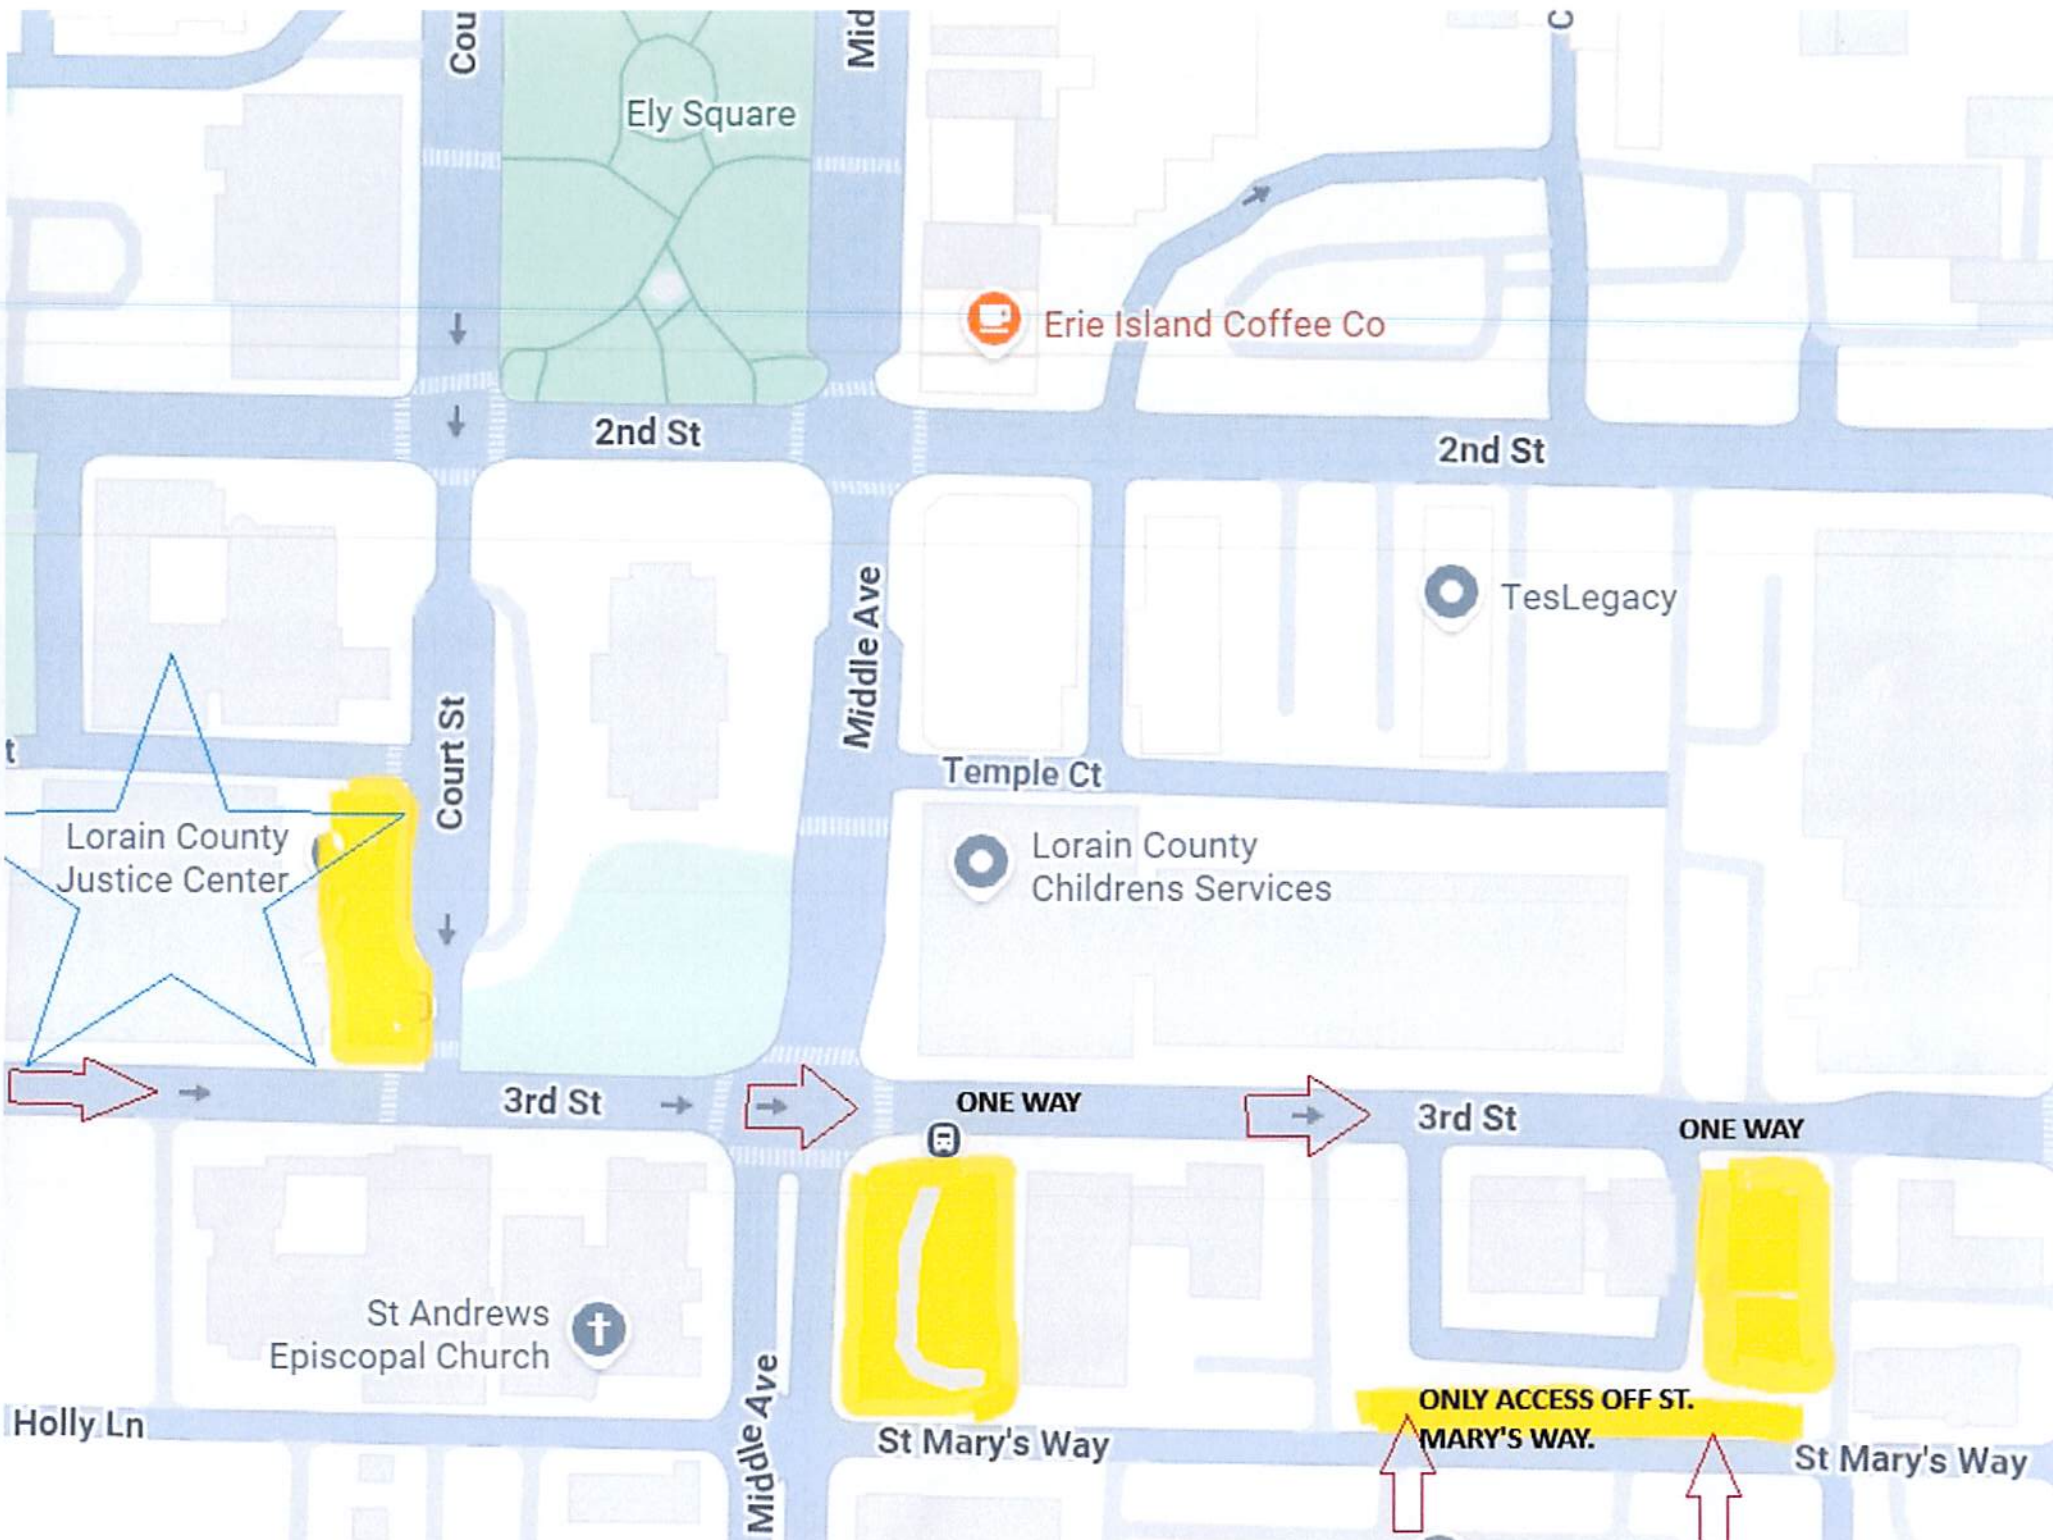 Cou
Mid
C
Ely Square
Erie Island Coffee Co
2nd St
2nd St
TesLegacy
Middle Ave
Court St
t
Temple Ct
Lorain County
Justice Center
Lorain County
Childrens Services
3rd St
ONE WAY
3rd St
ONE WAY
St Andrews
Episcopal Church
Middle Ave
Holly Ln
St Mary's Way
ONLY ACCESS OFF ST.
MARY'S WAY.
St Mary's Way